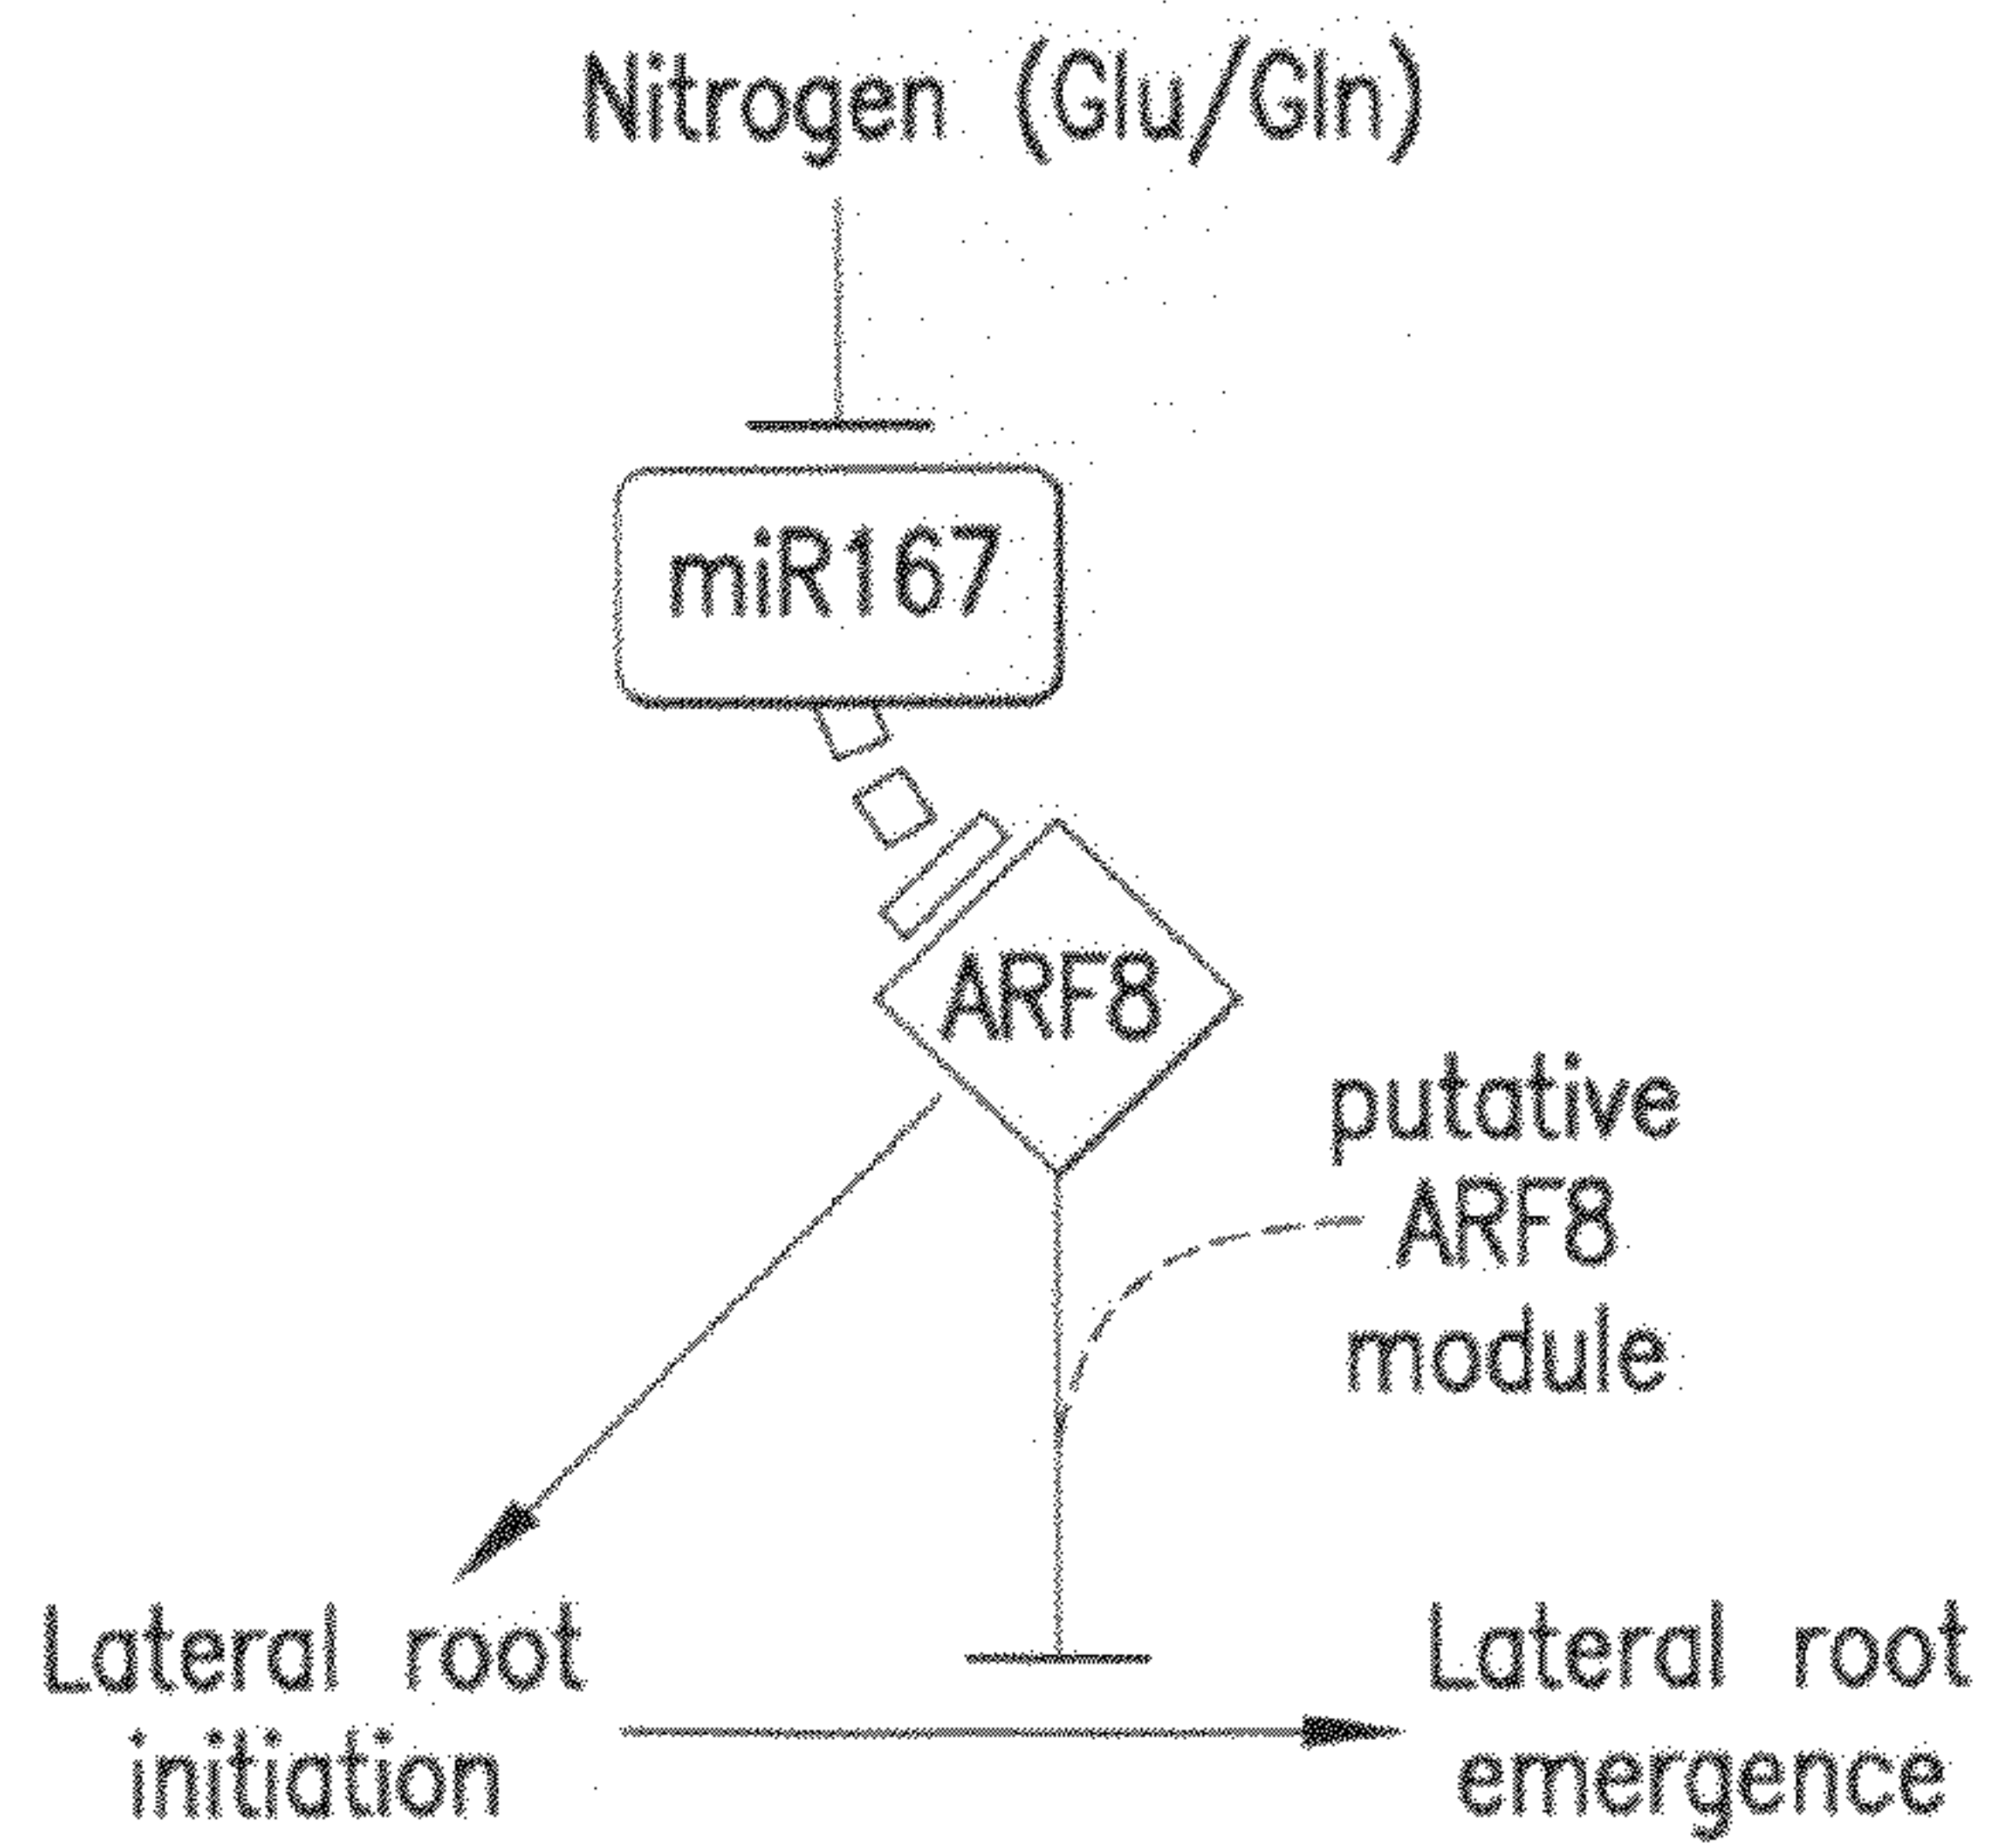 Nitrogen (Glu/Gln)
miR167
ARF8
putative
ARF8
module
Lateral root
initiation
Lateral root
emergence